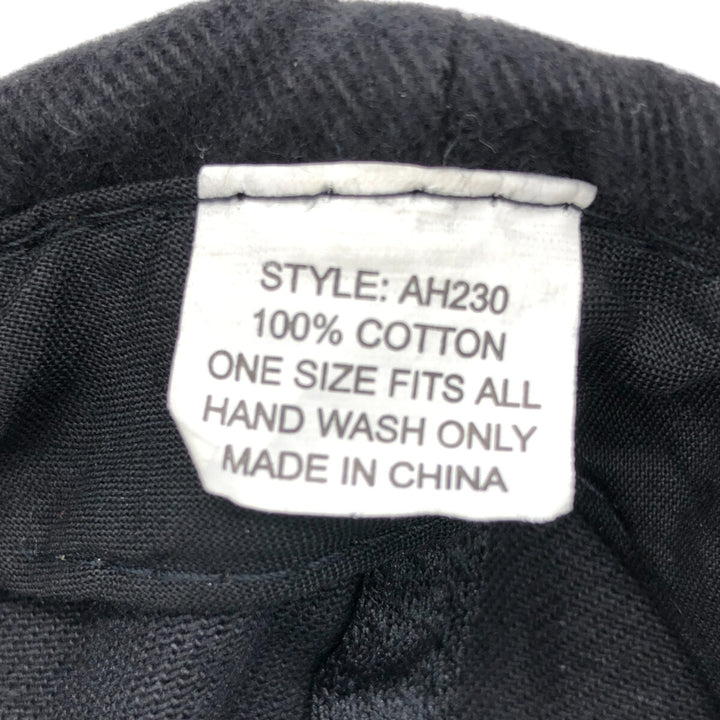 STYLE: AH230
100% COTTON
ONE SIZE FITS ALL
HAND WASH ONLY
MADE IN CHINA